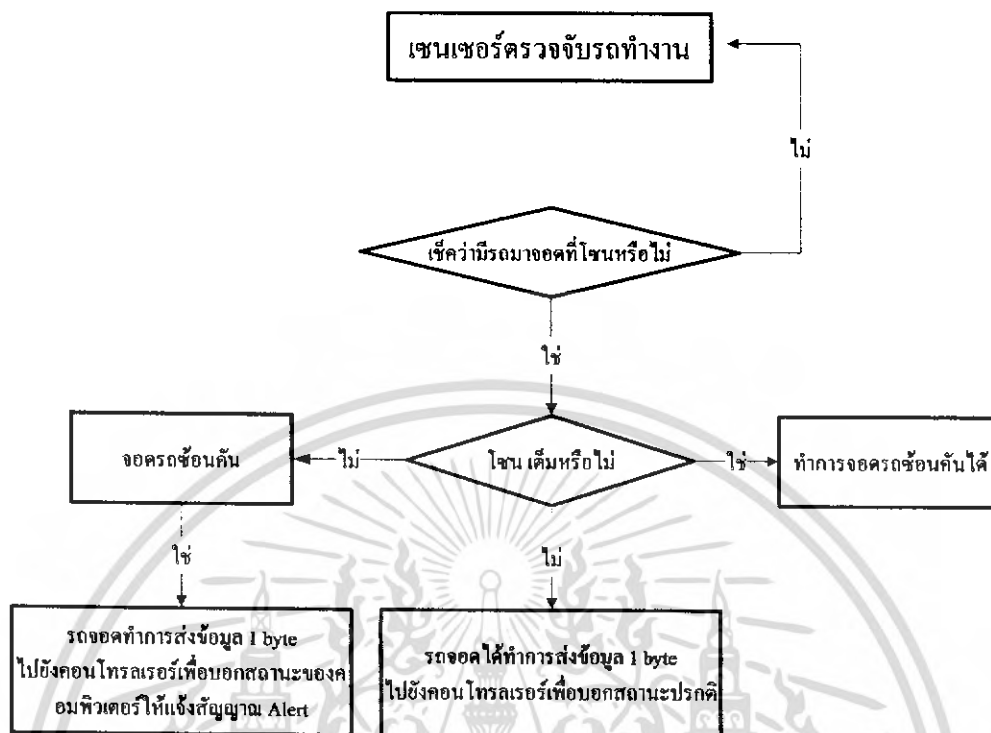 เซนเซอร์ตรวจจับรถทำงาน
ไม่
เช็คว่ามีรถมาจอดที่โซนหรือไม่
ใช่
จอดรถซ้อนคัน
ไม่
โซน เต็มหรือไม่
ใช่
ทำการจอดรถซ้อนคันได้
ใช่
ไม่
รถจอดทำการส่งข้อมูล 1 byte
ไปยังคอนโทรลเรอร์เพื่อบอกสถานะของค
อมพิวเตอร์ให้แจ้งสัญญาณ Alert
รถจอดได้ทำการส่งข้อมูล 1 byte
ไปยังคอนโทรลเรอร์เพื่อบอกสถานะปรกติ